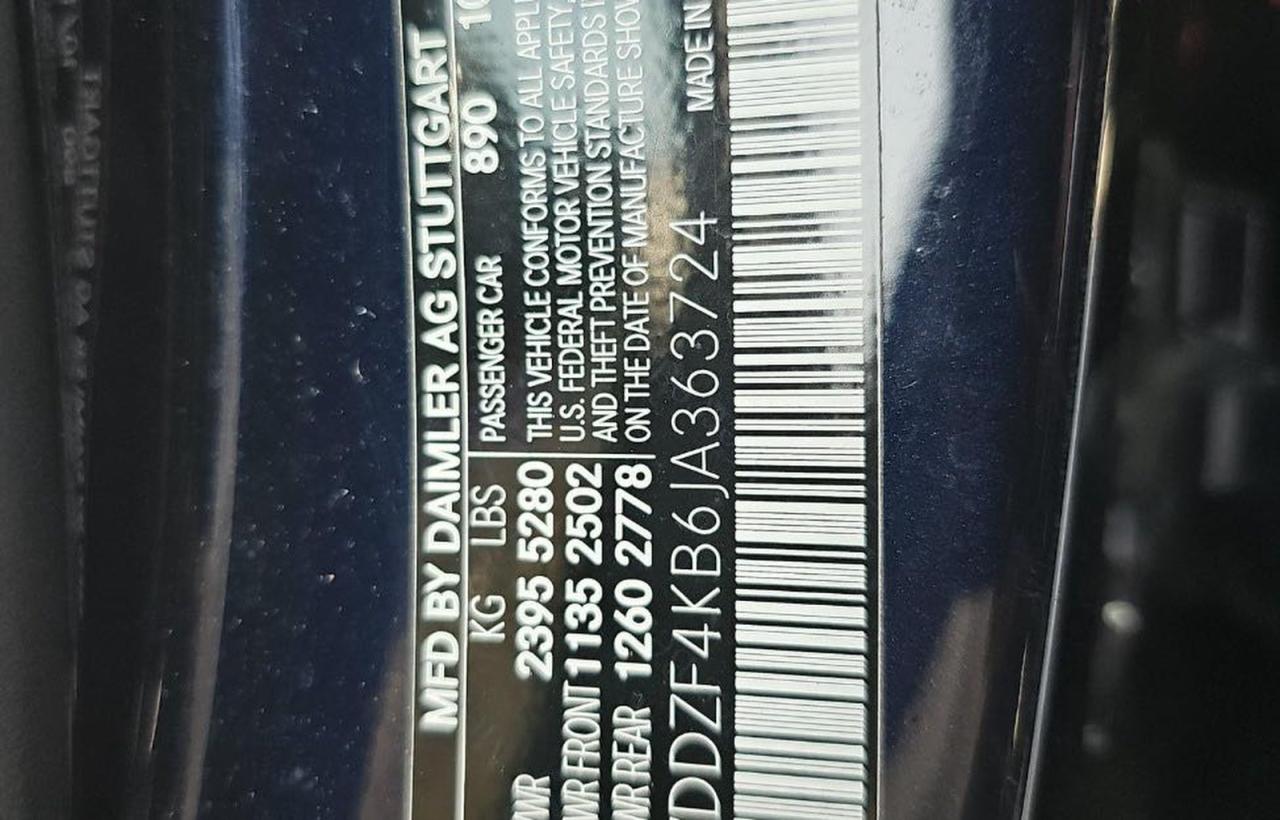 MFD BY DAIMLER AG STUTTGART
KG LBS PASSENGER CAR 890 10
WR 2395 5280 THIS VEHICLE CONFORMS TO ALL APPL
WR FRONT 1135 2502 U.S. FEDERAL MOTOR VEHICLE SAFETY,
WR REAR 1260 2778 AND THEFT PREVENTION STANDARDS I
ON THE DATE OF MANUFACTURE SHOW
DDZF4KB6JA363724 MADE IN